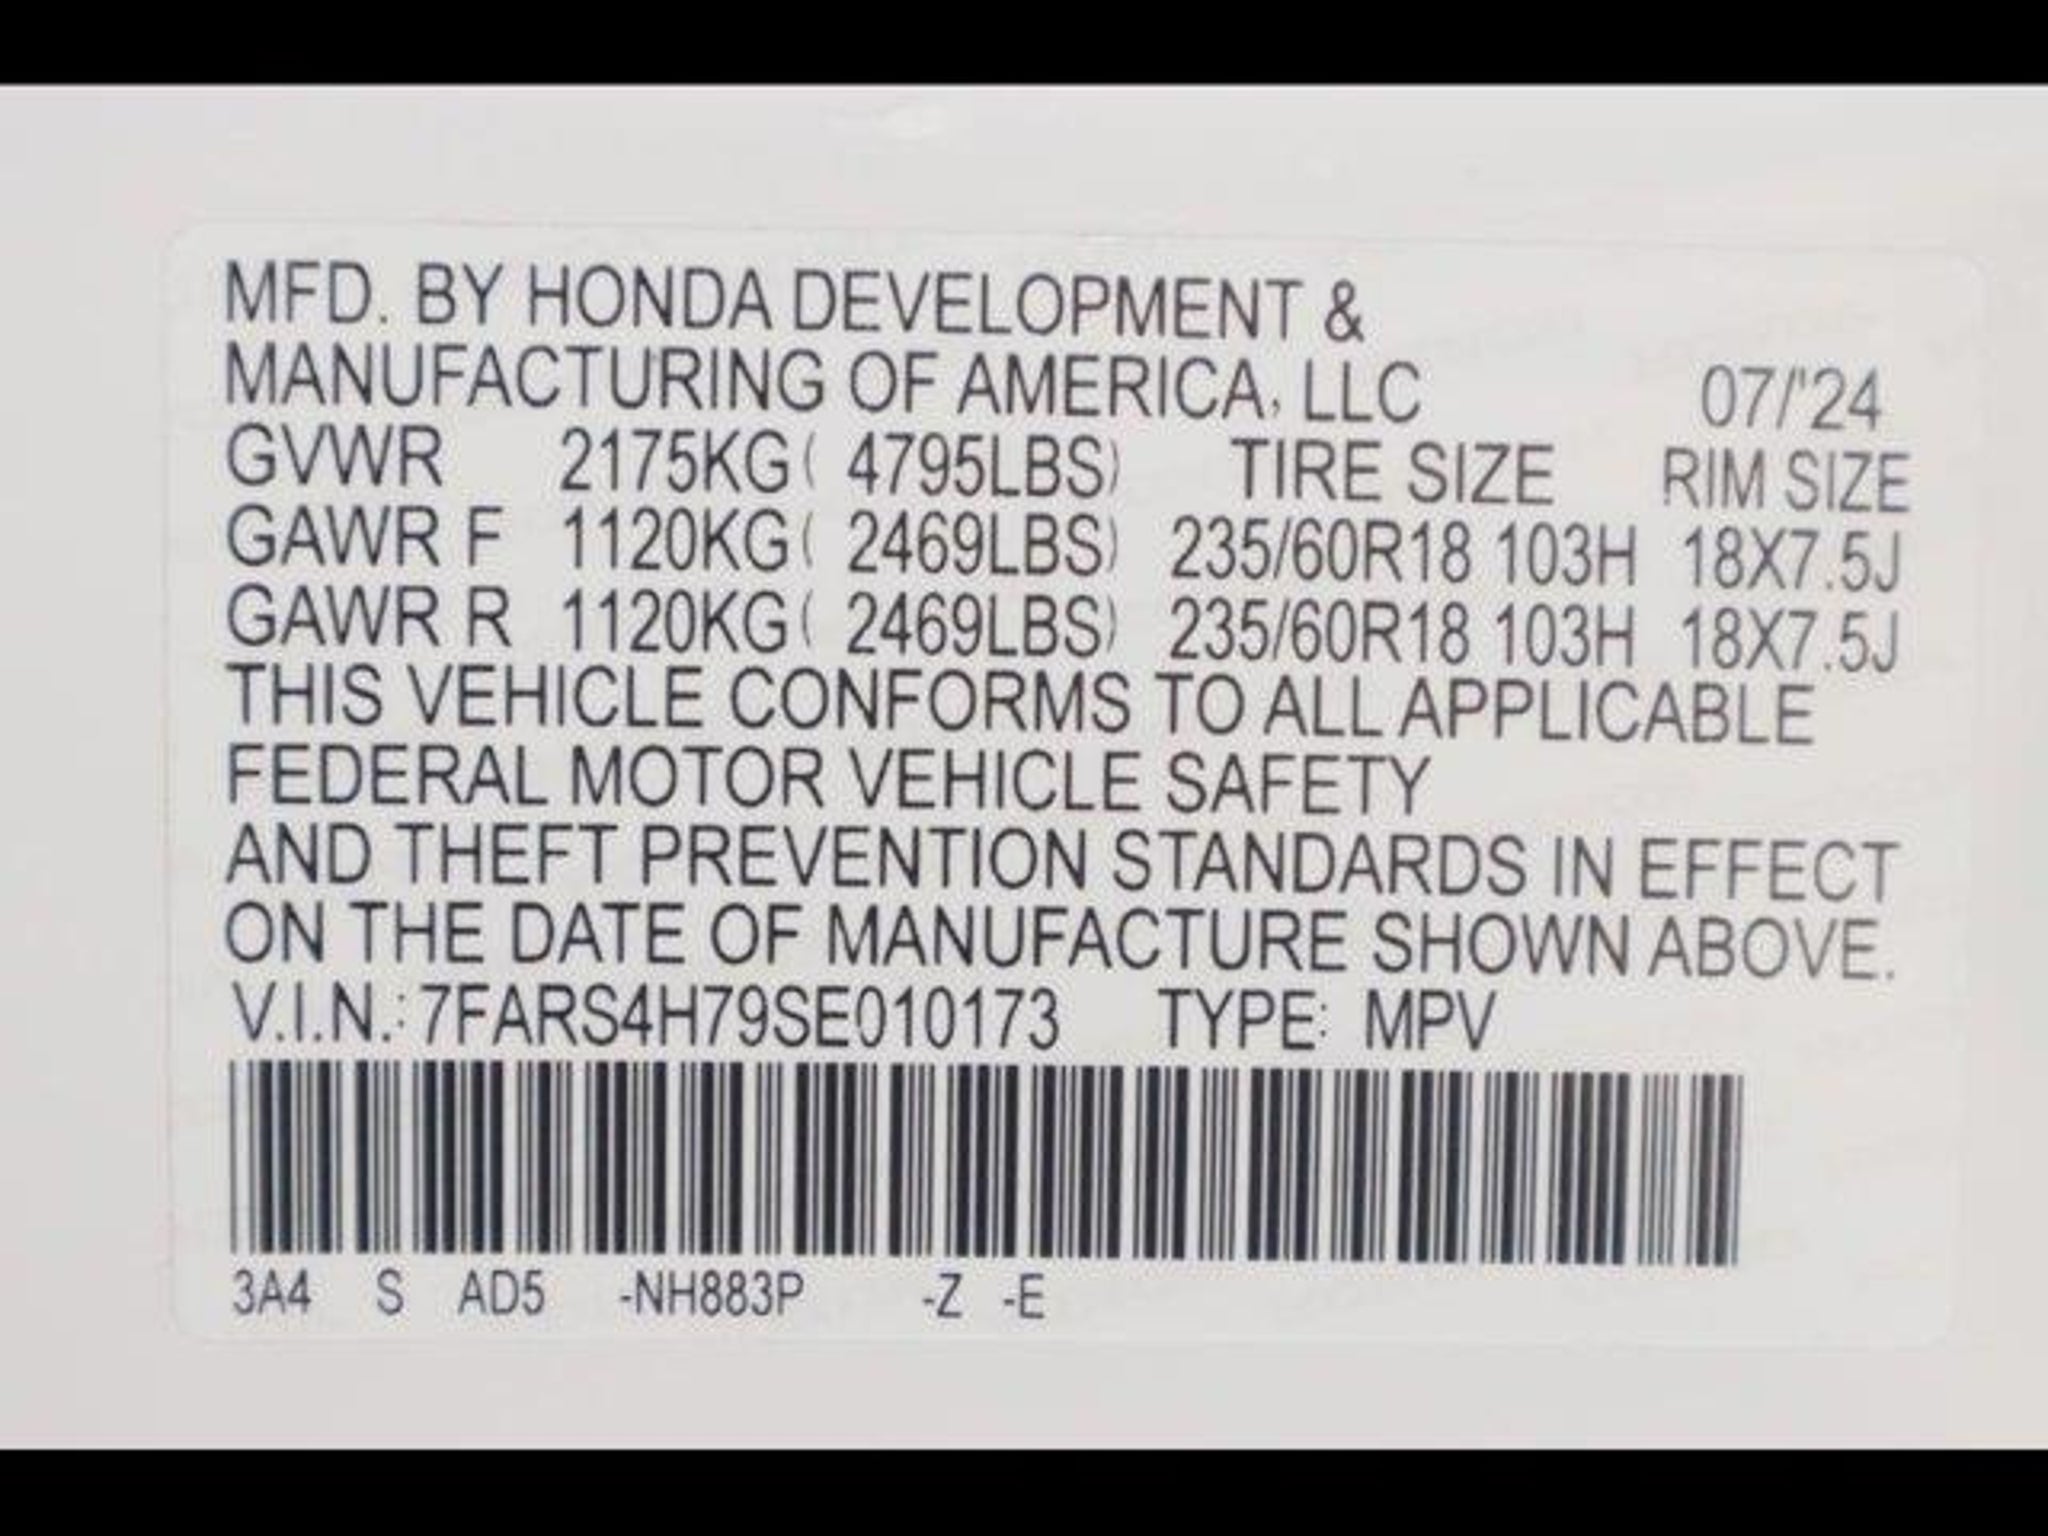 MFD. BY HONDA DEVELOPMENT &
MANUFACTURING OF AMERICA, LLC 07/'24
GVWR 2175KG( 4795LBS) TIRE SIZE RIM SIZE
GAWR F 1120KG( 2469LBS) 235/60R18 103H 18X7.5J
GAWR R 1120KG( 2469LBS) 235/60R18 103H 18X7.5J
THIS VEHICLE CONFORMS TO ALL APPLICABLE
FEDERAL MOTOR VEHICLE SAFETY
AND THEFT PREVENTION STANDARDS IN EFFECT
ON THE DATE OF MANUFACTURE SHOWN ABOVE.
V.I.N.: 7FARS4H79SE010173 TYPE: MPV
3A4 S AD5 -NH883P -Z -E